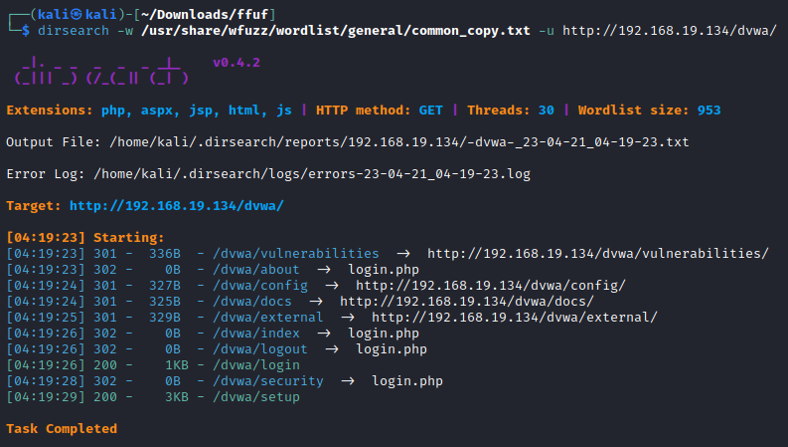 (kali㉿kali)-[~/Downloads/ffuf]
$ dirsearch -w /usr/share/wfuzz/wordlist/general/common_copy.txt -u http://192.168.19.134/dvwa/
_|. _ _  _  _  _ _|_    v0.4.2
(_||| _) (/_(_|| (_| )
Extensions: php, aspx, jsp, html, js | HTTP method: GET | Threads: 30 | Wordlist size: 953
Output File: /home/kali/.dirsearch/reports/192.168.19.134/-dvwa-_23-04-21_04-19-23.txt
Error Log: /home/kali/.dirsearch/logs/errors-23-04-21_04-19-23.log
Target: http://192.168.19.134/dvwa/
[04:19:23] Starting:
[04:19:23] 301 -  336B  - /dvwa/vulnerabilities  →  http://192.168.19.134/dvwa/vulnerabilities/
[04:19:23] 302 -    0B  - /dvwa/about  →  login.php
[04:19:24] 301 -  327B  - /dvwa/config  →  http://192.168.19.134/dvwa/config/
[04:19:24] 301 -  325B  - /dvwa/docs  →  http://192.168.19.134/dvwa/docs/
[04:19:25] 301 -  329B  - /dvwa/external  →  http://192.168.19.134/dvwa/external/
[04:19:26] 302 -    0B  - /dvwa/index  →  login.php
[04:19:26] 302 -    0B  - /dvwa/logout  →  login.php
[04:19:26] 200 -    1KB - /dvwa/login
[04:19:28] 302 -    0B  - /dvwa/security  →  login.php
[04:19:29] 200 -    3KB - /dvwa/setup
Task Completed